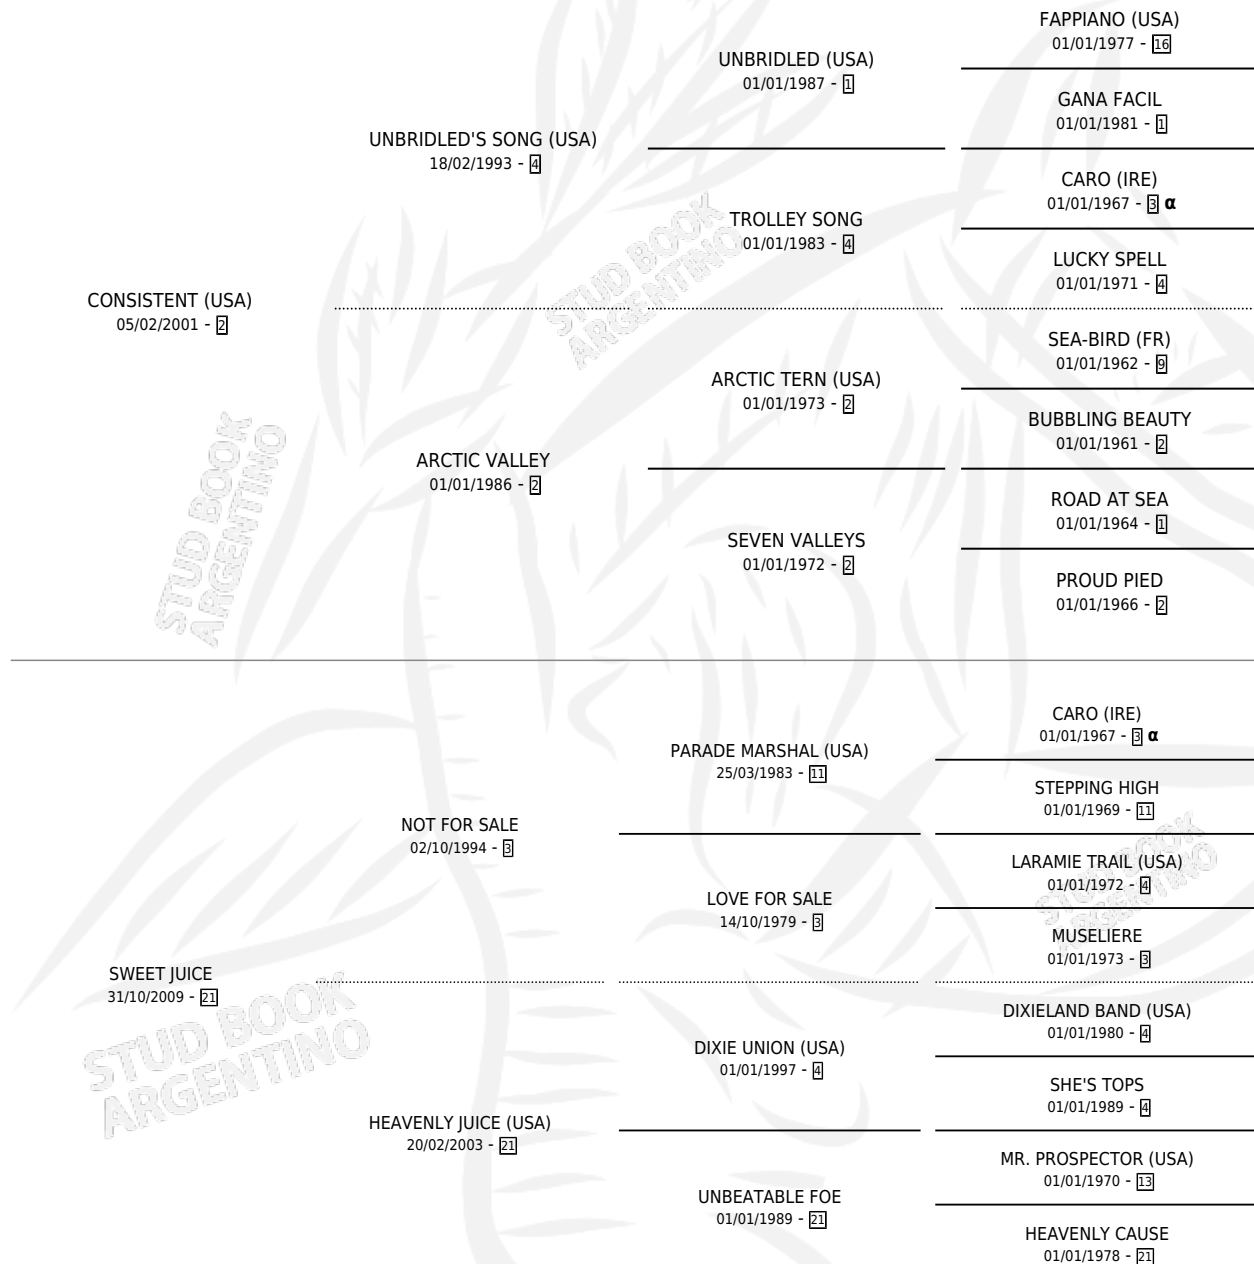 FAPPIANO (USA)
01/01/1977 - 16
UNBRIDLED (USA)
01/01/1987 - 1
GANA FACIL
01/01/1981 - 1
UNBRIDLED'S SONG (USA)
18/02/1993 - 4
CARO (IRE)
01/01/1967 - 3 α
TROLLEY SONG
01/01/1983 - 4
LUCKY SPELL
01/01/1971 - 4
CONSISTENT (USA)
05/02/2001 - 2
SEA-BIRD (FR)
01/01/1962 - 9
ARCTIC TERN (USA)
01/01/1973 - 2
BUBBLING BEAUTY
01/01/1961 - 2
ARCTIC VALLEY
01/01/1986 - 2
ROAD AT SEA
01/01/1964 - 1
SEVEN VALLEYS
01/01/1972 - 2
PROUD PIED
01/01/1966 - 2
CARO (IRE)
01/01/1967 - 3 α
PARADE MARSHAL (USA)
25/03/1983 - 11
STEPPING HIGH
01/01/1969 - 11
NOT FOR SALE
02/10/1994 - 3
LARAMIE TRAIL (USA)
01/01/1972 - 4
LOVE FOR SALE
14/10/1979 - 3
MUSELIERE
01/01/1973 - 3
SWEET JUICE
31/10/2009 - 21
DIXIELAND BAND (USA)
01/01/1980 - 4
DIXIE UNION (USA)
01/01/1997 - 4
SHE'S TOPS
01/01/1989 - 4
HEAVENLY JUICE (USA)
20/02/2003 - 21
MR. PROSPECTOR (USA)
01/01/1970 - 13
UNBEATABLE FOE
01/01/1989 - 21
HEAVENLY CAUSE
01/01/1978 - 21
STUD BOOK
ARGENTINO
STUD BOOK
ARGENTINO
STUD BOOK
ARGENTINO
STUD BOOK
ARGENTINO